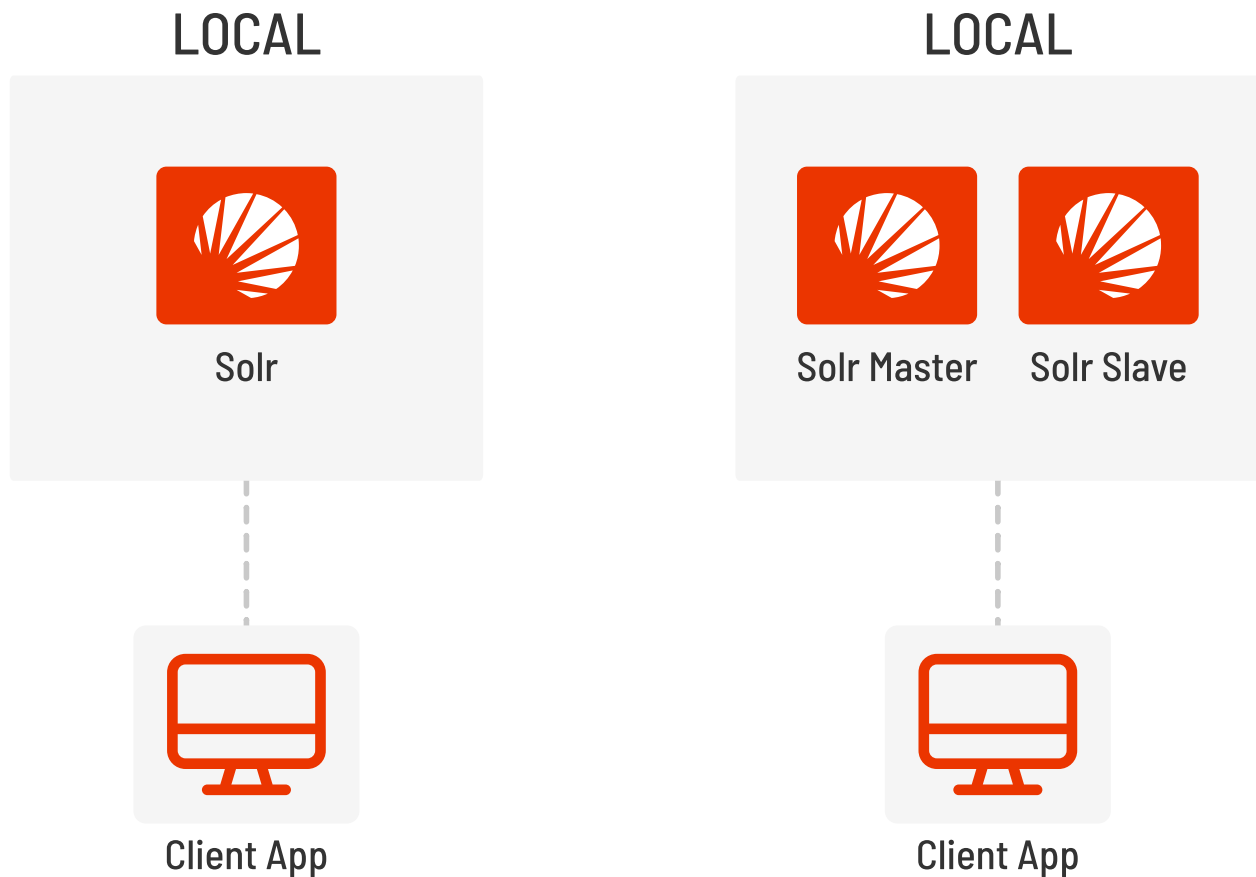 LOCAL
Solr
Client App
LOCAL
Solr Master
Solr Slave
Client App